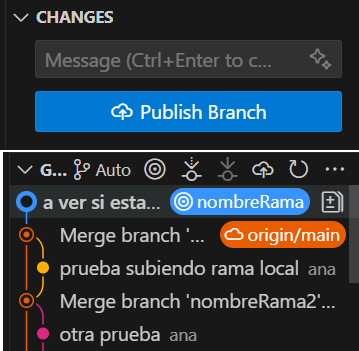 CHANGES
Message (Ctrl+Enter to c...
Publish Branch
G... Auto ...
a ver si esta... nombreRama
Merge branch '... origin/main
prueba subiendo rama local ana
Merge branch 'nombreRama2'...
otra prueba ana